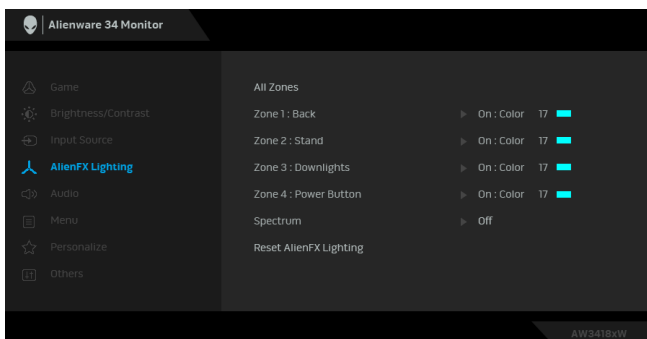 Alienware 34 Monitor
Game
All Zones
Brightness/Contrast
Zone 1 : Back
On : Color 17
Input Source
Zone 2 : Stand
On : Color 17
AlienFX Lighting
Zone 3 : Downlights
On : Color 17
Audio
Zone 4 : Power Button
On : Color 17
Menu
Spectrum
Off
Personalize
Reset AlienFX Lighting
Others
AW3418xW